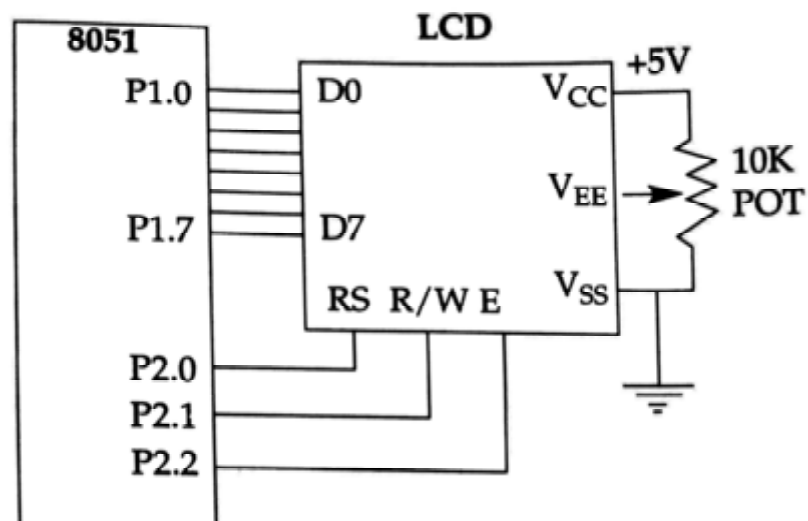 8051
LCD
P1.0
D0
VCC
+5V
10K
POT
VEE
P1.7
D7
VSS
RS R/W E
P2.0
P2.1
P2.2